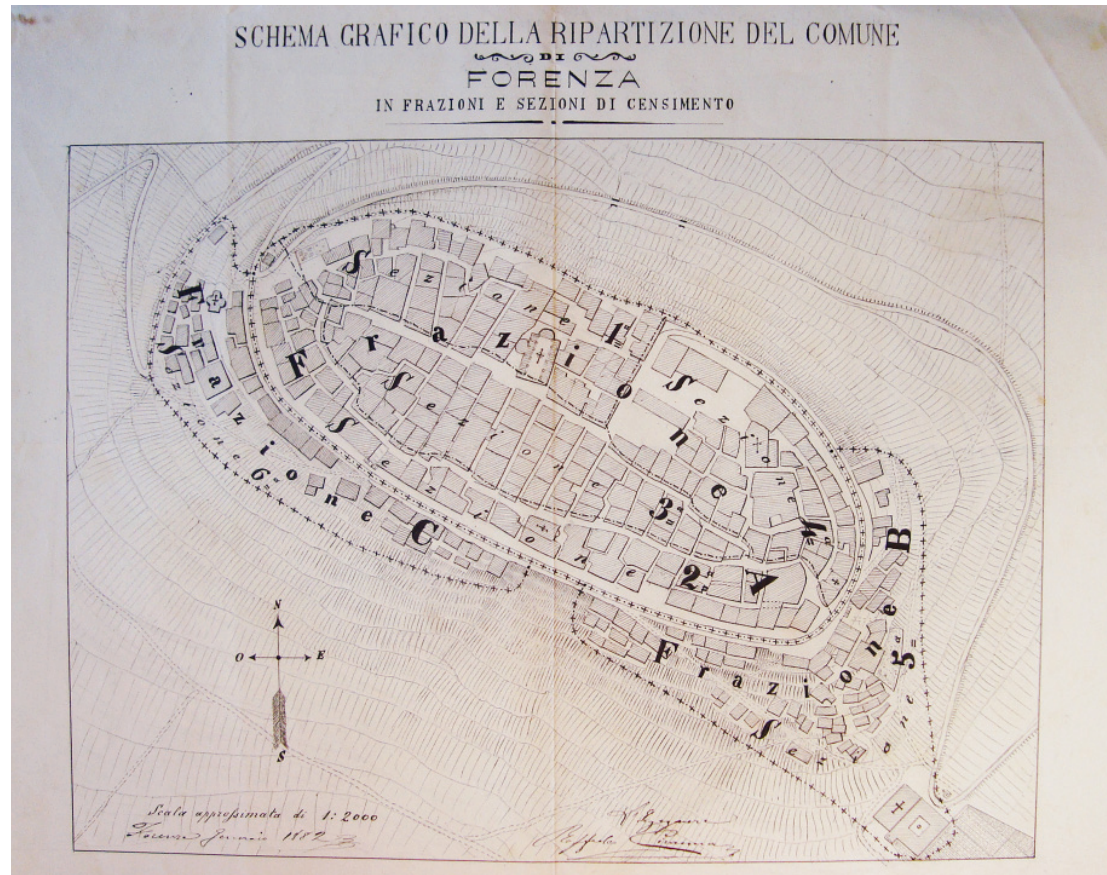 SCHEMA GRAFICO DELLA RIPARTIZIONE DEL COMUNE
DI
FORENZA
IN FRAZIONI E SEZIONI DI CENSIMENTO
Frazione A
Sezione 1ª
Sezione 2ª
Sezione 3ª
Sezione 4ª
Frazione B
Sezione 5ª
Frazione C
Sezione 6ª
N
O E
S
Scala approssimata di 1:2000
Forenza Gennaio 1882